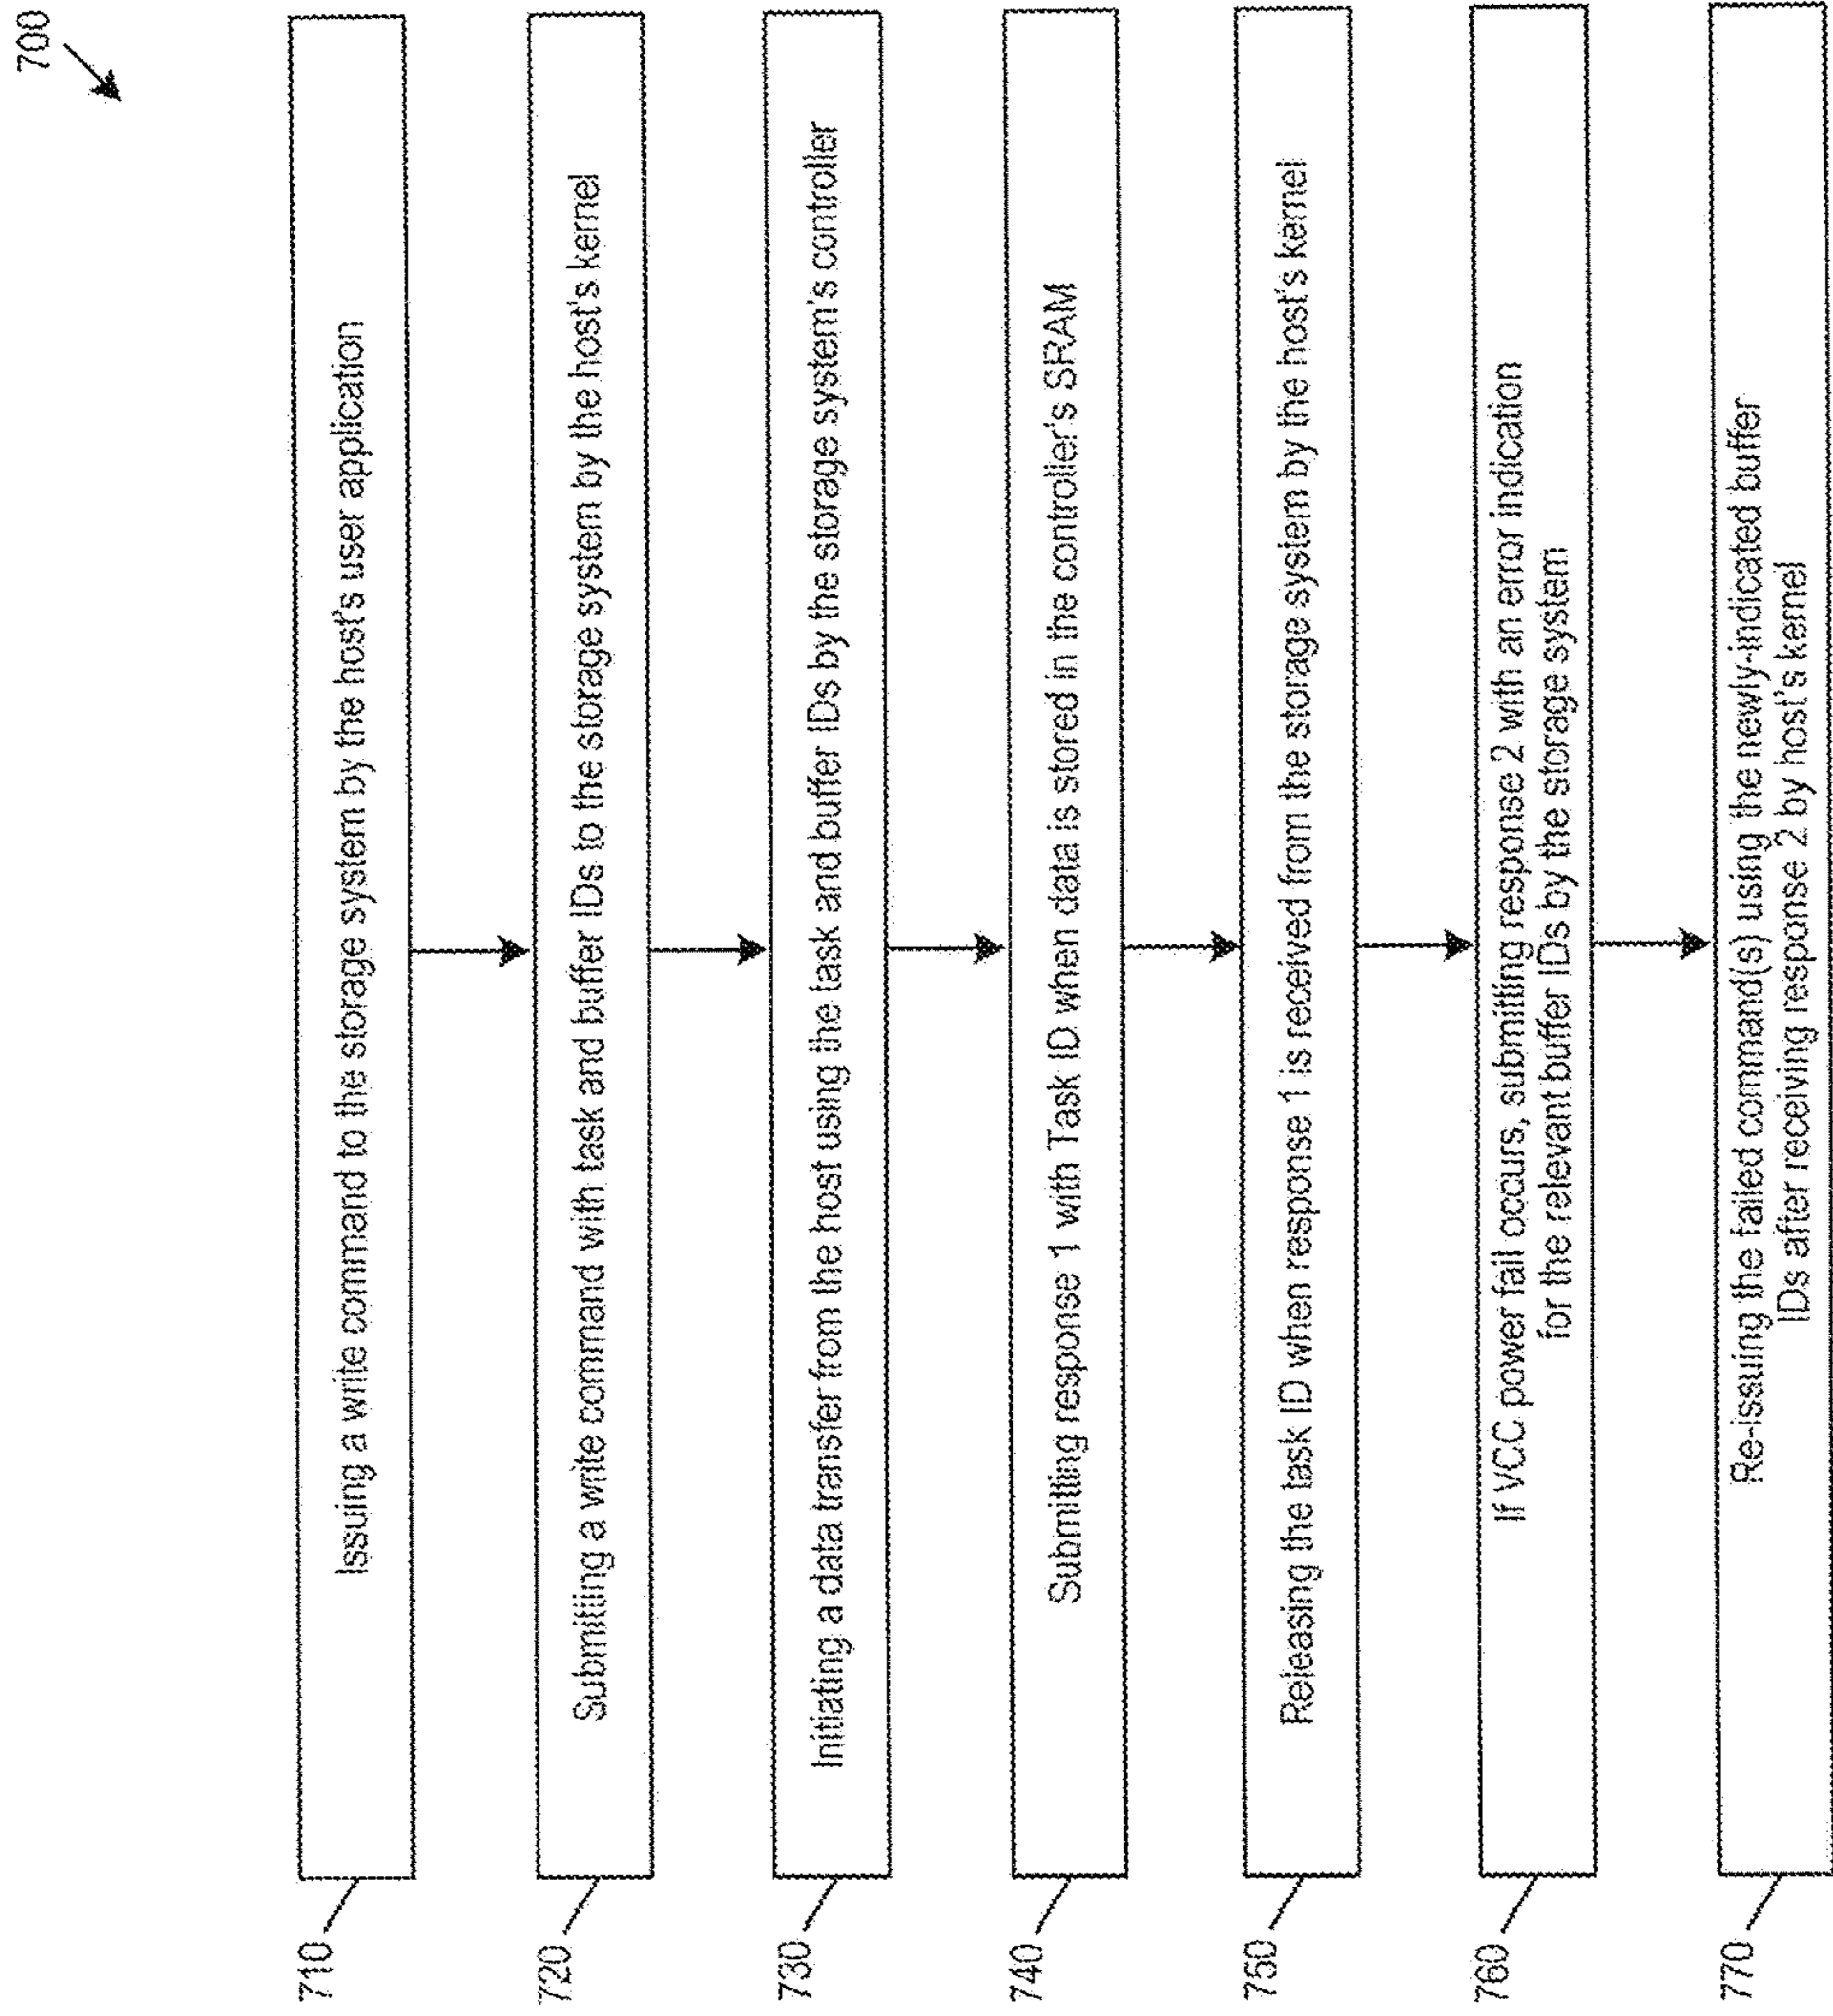 700
710
Issuing a write command to the storage system by the host's user application
720
Submitting a write command with task and buffer IDs to the storage system by the host's kernel
730
Initiating a data transfer from the host using the task and buffer IDs by the storage system's controller
740
Submitting response 1 with Task ID when data is stored in the controller's SRAM
750
Releasing the task ID when response 1 is received from the storage system by the host's kernel
760
If VCC power fail occurs, submitting response 2 with an error indication
for the relevant buffer IDs by the storage system
770
Re-issuing the failed command(s) using the newly-indicated buffer
IDs after receiving response 2 by host's kernel